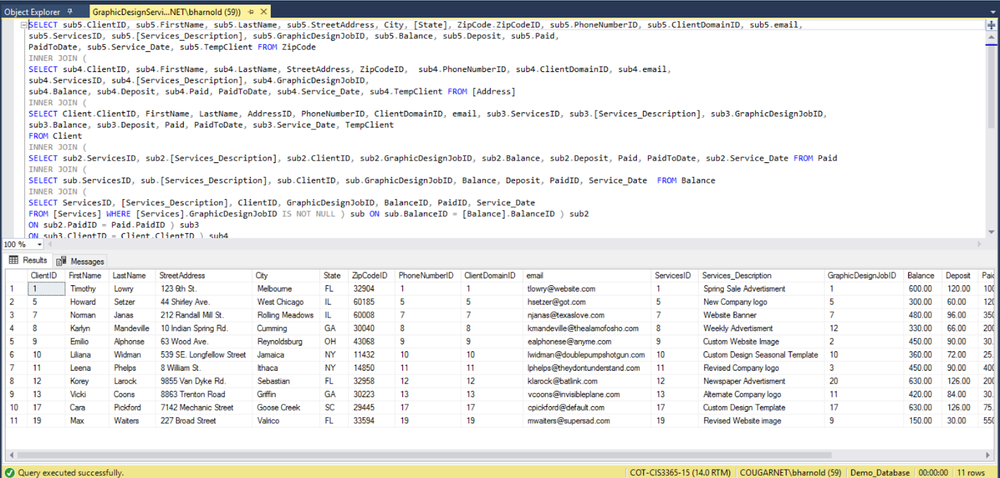 Object Explorer
GraphicDesignServi...NET\bharnold (59))
SELECT sub5.ClientID, sub5.FirstName, sub5.LastName, sub5.StreetAddress, City, [State], ZipCode.ZipCodeID, sub5.PhoneNumberID, sub5.ClientDomainID, sub5.email,
sub5.ServicesID, sub5.[Services_Description], sub5.GraphicDesignJobID, sub5.Balance, sub5.Deposit, sub5.Paid,
PaidToDate, sub5.Service_Date, sub5.TempClient FROM ZipCode
INNER JOIN (
SELECT sub4.ClientID, sub4.FirstName, sub4.LastName, StreetAddress, ZipCodeID, sub4.PhoneNumberID, sub4.ClientDomainID, sub4.email,
sub4.ServicesID, sub4.[Services_Description], sub4.GraphicDesignJobID,
sub4.Balance, sub4.Deposit, sub4.Paid, PaidToDate, sub4.Service_Date, sub4.TempClient FROM [Address]
INNER JOIN (
SELECT Client.ClientID, FirstName, LastName, AddressID, PhoneNumberID, ClientDomainID, email, sub3.ServicesID, sub3.[Services_Description], sub3.GraphicDesignJobID,
sub3.Balance, sub3.Deposit, Paid, PaidToDate, sub3.Service_Date, TempClient
FROM Client
INNER JOIN (
SELECT sub2.ServicesID, sub2.[Services_Description], sub2.ClientID, sub2.GraphicDesignJobID, sub2.Balance, sub2.Deposit, Paid, PaidToDate, sub2.Service_Date FROM Paid
INNER JOIN (
SELECT sub.ServicesID, sub.[Services_Description], sub.ClientID, sub.GraphicDesignJobID, Balance, Deposit, PaidID, Service_Date FROM Balance
INNER JOIN (
SELECT ServicesID, [Services_Description], ClientID, GraphicDesignJobID, BalanceID, PaidID, Service_Date
FROM [Services] WHERE [Services].GraphicDesignJobID IS NOT NULL ) sub ON sub.BalanceID = [Balance].BalanceID ) sub2
ON sub2.PaidID = Paid.PaidID ) sub3
ON sub3.ClientID = Client.ClientID ) sub4
100 %
Results Messages
ClientID FirstName LastName StreetAddress City State ZipCodeID PhoneNumberID ClientDomainID email ServicesID Services_Description GraphicDesignJobID Balance Deposit Paid
1 1 Timothy Lowry 123 6th St. Melbourne FL 32904 1 1 tlowry@website.com 1 Spring Sale Advertisment 1 600.00 120.00 100
2 5 Howard Setzer 44 Shirley Ave. West Chicago IL 60185 5 5 hsetzer@got.com 5 New Company logo 5 300.00 60.00 120
3 7 Norman Janas 212 Randall Mill St. Rolling Meadows IL 60008 7 7 njanas@texaslove.com 7 Website Banner 7 480.00 96.00 350
4 8 Karlyn Mandeville 10 Indian Spring Rd. Cumming GA 30040 8 8 kmandeville@thealamofosho.com 8 Weekly Advertisment 12 330.00 66.00 200
5 9 Emilio Alphonse 63 Wood Ave. Reynoldsburg OH 43068 9 9 ealphonese@anyme.com 9 Custom Website Image 2 450.00 90.00 30.
6 10 Liliana Widman 539 SE. Longfellow Street Jamaica NY 11432 10 10 lwidman@doublepumpshotgun.com 10 Custom Design Seasonal Template 10 360.00 72.00 25.
7 11 Leena Phelps 8 William St. Ithaca NY 14850 11 11 lphelps@theydontunderstand.com 11 Revised Company logo 3 450.00 90.00 400
8 12 Korey Larock 9855 Van Dyke Rd. Sebastian FL 32958 12 12 klarock@batlink.com 12 Newspaper Advertisment 20 630.00 126.00 200
9 13 Vicki Coons 8863 Trenton Road Griffin GA 30223 13 13 vcoons@invisibleplane.com 13 Alternate Company logo 11 420.00 84.00 30.
10 17 Cara Pickford 7142 Mechanic Street Goose Creek SC 29445 17 17 cpickford@default.com 17 Custom Design Template 17 630.00 126.00 75.
11 19 Max Waiters 227 Broad Street Valrico FL 33594 19 19 mwaiters@supersad.com 19 Revised Website image 9 150.00 30.00 550
Query executed successfully. COT-CIS3365-15 (14.0 RTM) COUGARNET\bharnold (59) Demo_Database 00:00:00 11 rows